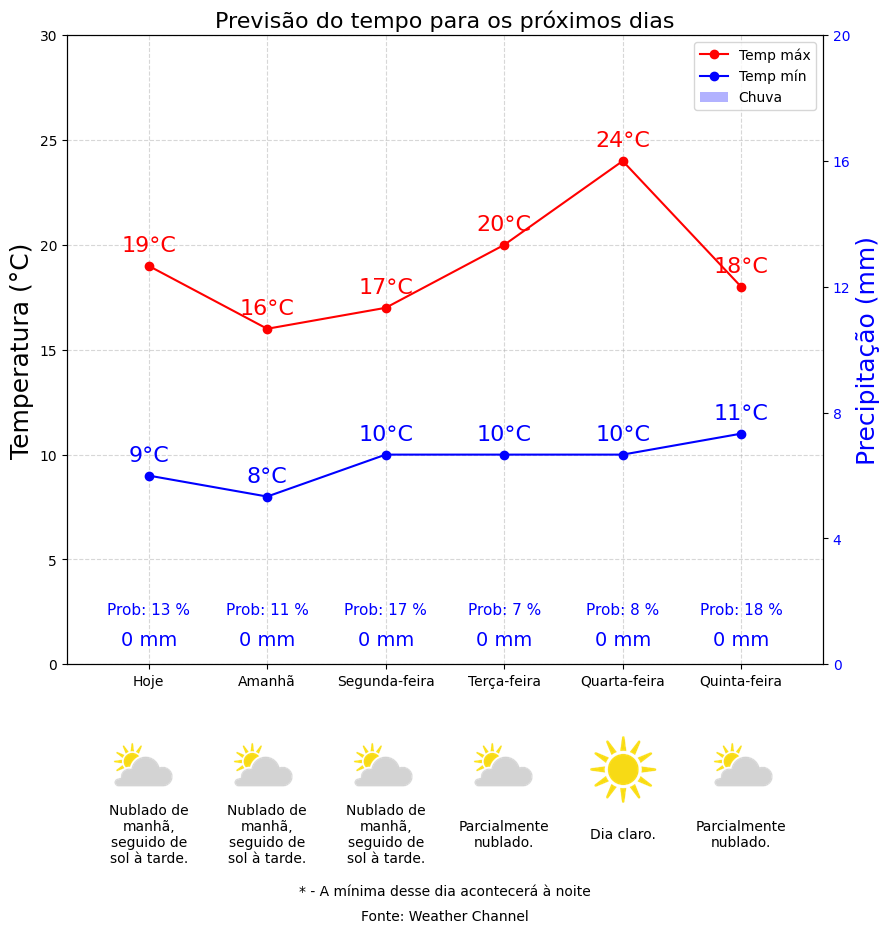 Previsão do tempo para os próximos dias
30
25
20
15
10
5
0
Temperatura (°C)
20
16
12
8
4
0
Precipitação (mm)
Temp máx
Temp mín
Chuva
19°C
16°C
17°C
20°C
24°C
18°C
9°C
8°C
10°C
10°C
10°C
11°C
Prob: 13 %
Prob: 11 %
Prob: 17 %
Prob: 7 %
Prob: 8 %
Prob: 18 %
0 mm
0 mm
0 mm
0 mm
0 mm
0 mm
Hoje
Amanhã
Segunda-feira
Terça-feira
Quarta-feira
Quinta-feira
Nublado de
manhã,
seguido de
sol à tarde.
Nublado de
manhã,
seguido de
sol à tarde.
Nublado de
manhã,
seguido de
sol à tarde.
Parcialmente
nublado.
Dia claro.
Parcialmente
nublado.
* - A mínima desse dia acontecerá à noite
Fonte: Weather Channel